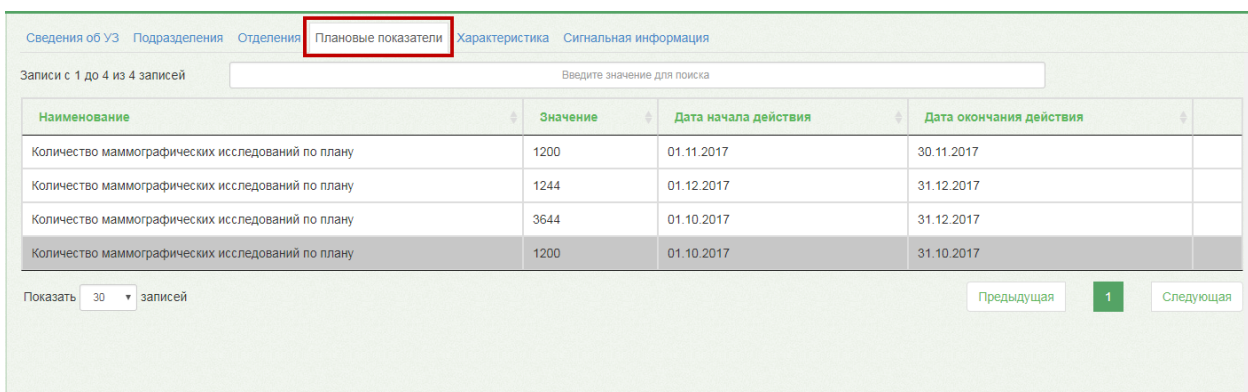 Сведения об УЗ Подразделения Отделения Плановые показатели Характеристика Сигнальная информация
Записи с 1 до 4 из 4 записей Введите значение для поиска
Наименование Значение Дата начала действия Дата окончания действия
Количество маммографических исследований по плану 1200 01.11.2017 30.11.2017
Количество маммографических исследований по плану 1244 01.12.2017 31.12.2017
Количество маммографических исследований по плану 3644 01.10.2017 31.12.2017
Количество маммографических исследований по плану 1200 01.10.2017 31.10.2017
Показать 30 записей Предыдущая 1 Следующая